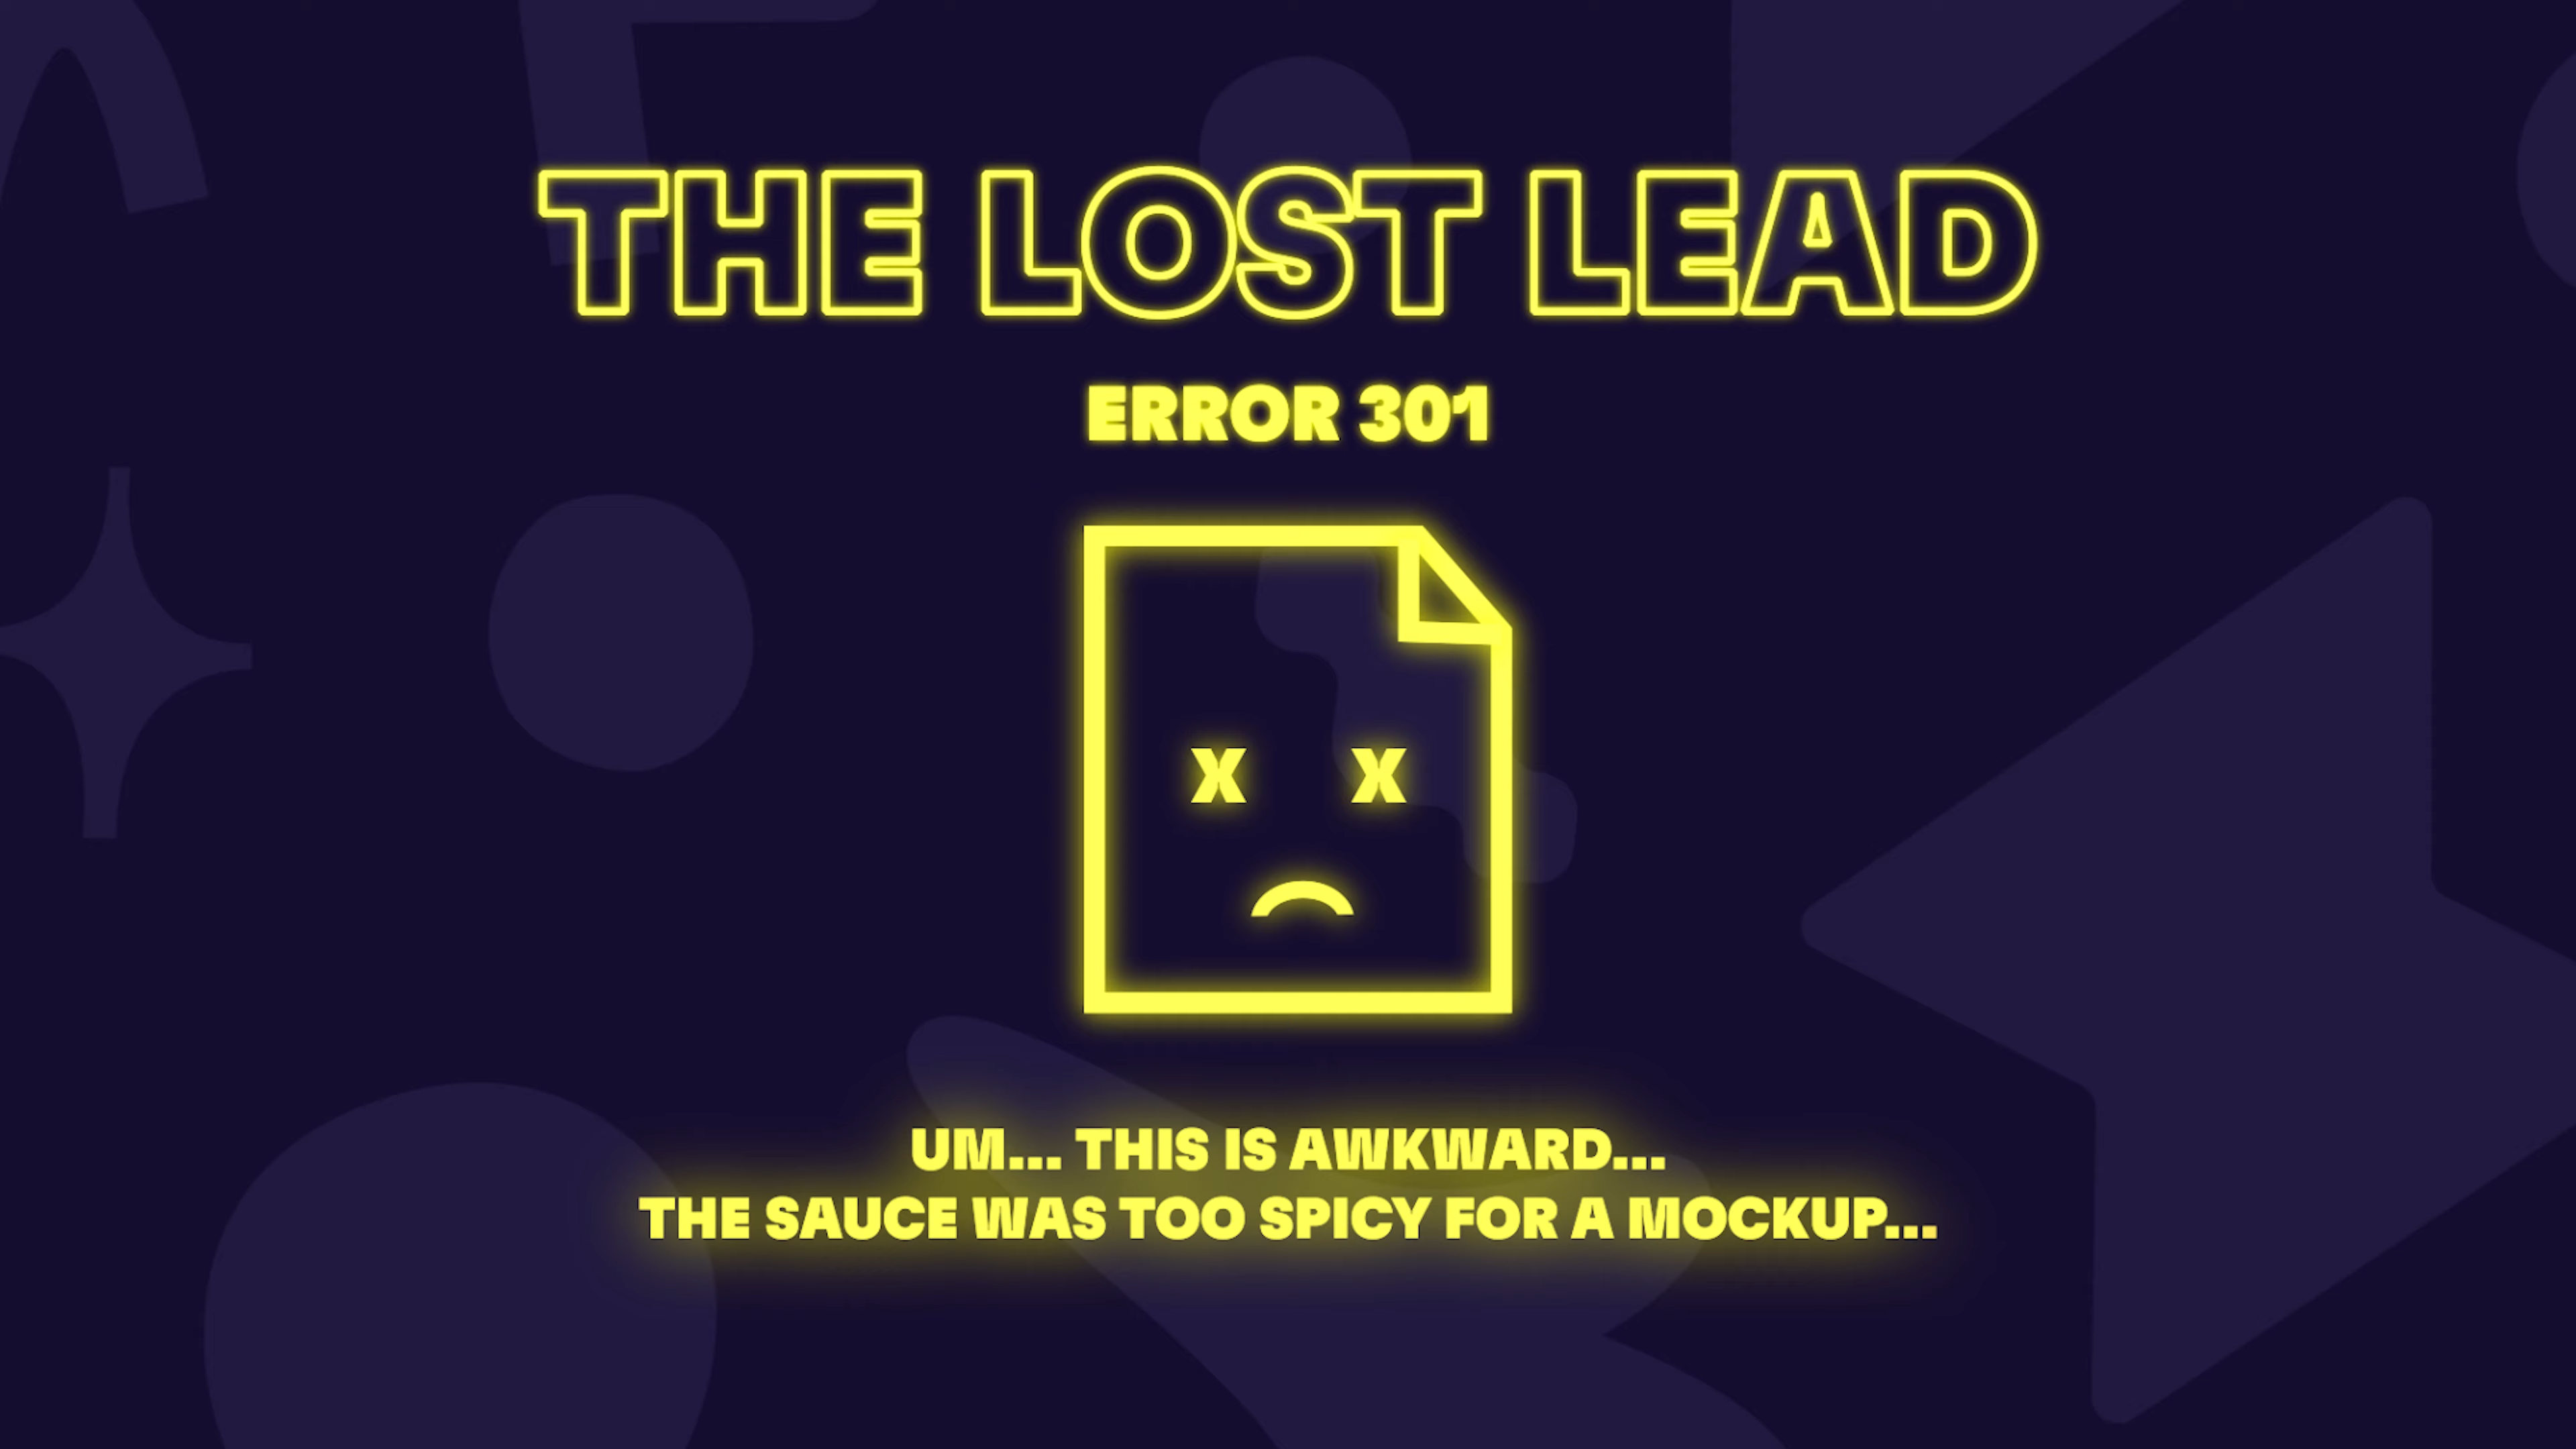 THE LOST LEAD
ERROR 301
X X
UM... THIS IS AWKWARD...
THE SAUCE WAS TOO SPICY FOR A MOCKUP...